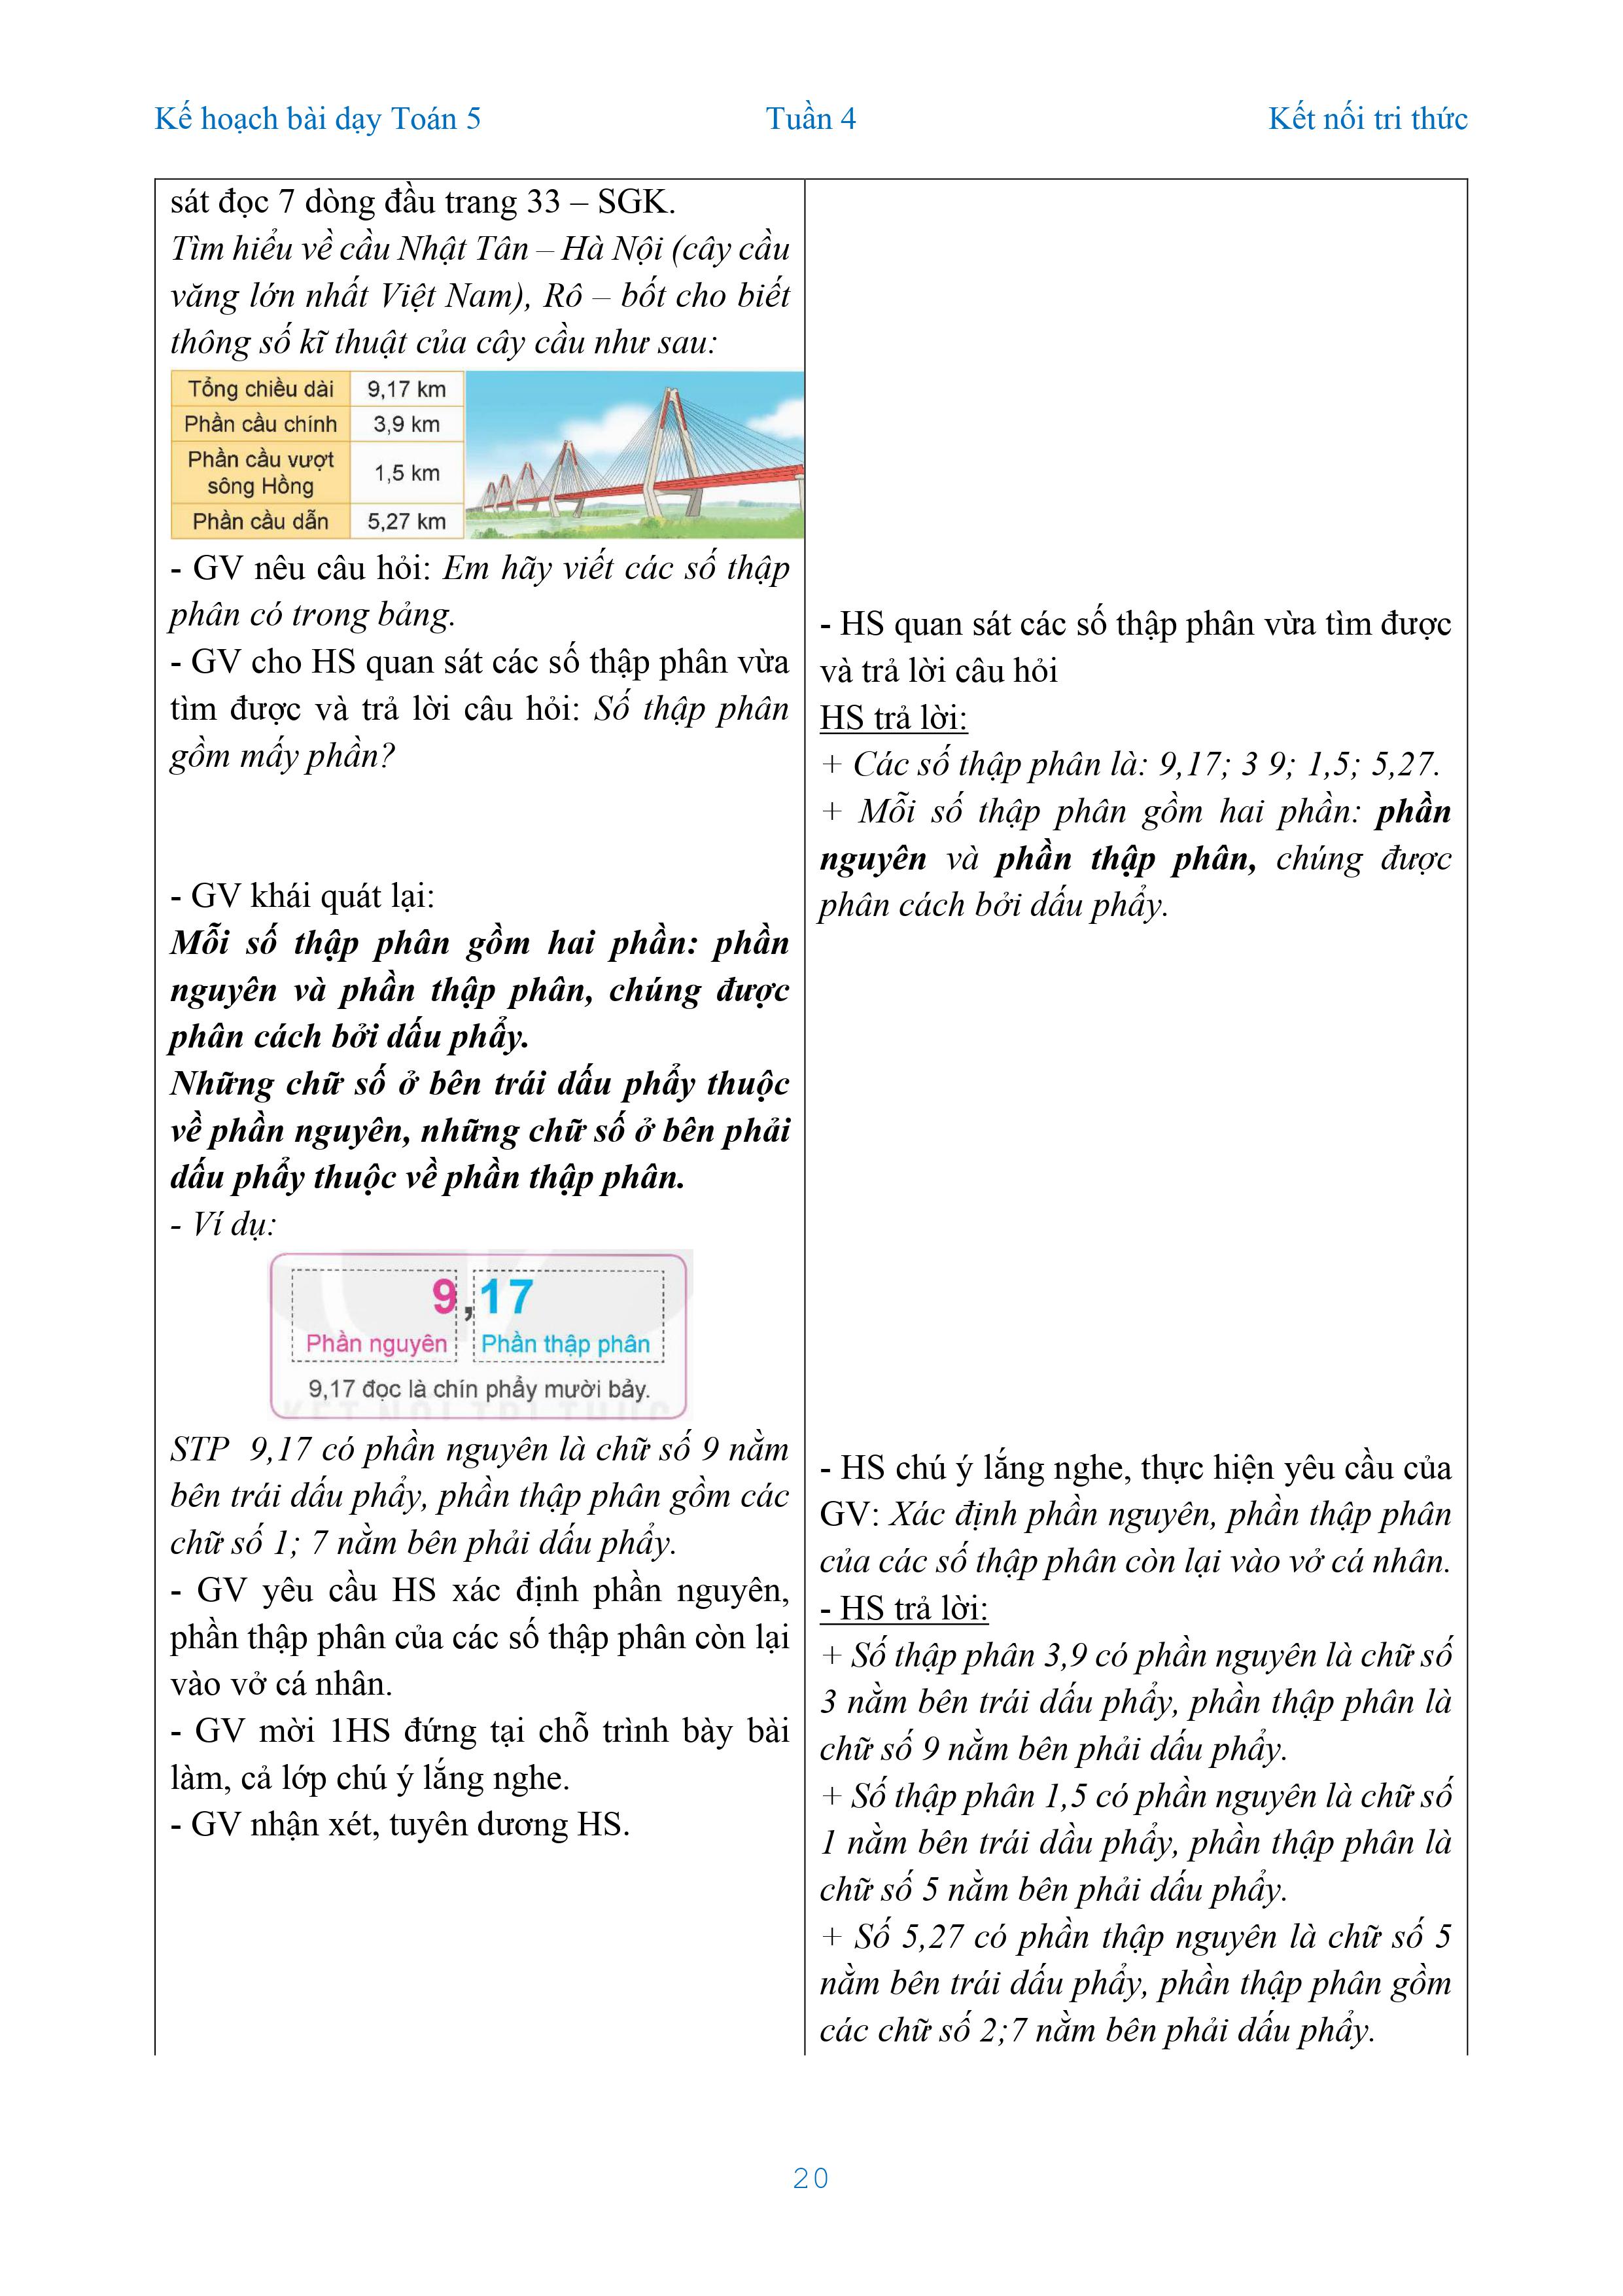 Kế hoạch bài dạy Toán 5 Tuần 4 Kết nối tri thức
sát đọc 7 dòng đầu trang 33 – SGK.
Tìm hiểu về cầu Nhật Tân – Hà Nội (cây cầu
văng lớn nhất Việt Nam), Rô – bốt cho biết
thông số kĩ thuật của cây cầu như sau:
Tổng chiều dài 9,17 km
Phần cầu chính 3,9 km
Phần cầu vượt
sông Hồng 1,5 km
Phần cầu dẫn 5,27 km
- GV nêu câu hỏi: Em hãy viết các số thập
phân có trong bảng.
- GV cho HS quan sát các số thập phân vừa
tìm được và trả lời câu hỏi: Số thập phân
gồm mấy phần?
- GV khái quát lại:
Mỗi số thập phân gồm hai phần: phần
nguyên và phần thập phân, chúng được
phân cách bởi dấu phẩy.
Những chữ số ở bên trái dấu phẩy thuộc
về phần nguyên, những chữ số ở bên phải
dấu phẩy thuộc về phần thập phân.
- Ví dụ:
9,17
Phần nguyên Phần thập phân
9,17 đọc là chín phẩy mười bảy.
KẾT NỐI TRI THỨC
STP 9,17 có phần nguyên là chữ số 9 nằm
bên trái dấu phẩy, phần thập phân gồm các
chữ số 1; 7 nằm bên phải dấu phẩy.
- GV yêu cầu HS xác định phần nguyên,
phần thập phân của các số thập phân còn lại
vào vở cá nhân.
- GV mời 1HS đứng tại chỗ trình bày bài
làm, cả lớp chú ý lắng nghe.
- GV nhận xét, tuyên dương HS.
- HS quan sát các số thập phân vừa tìm được
và trả lời câu hỏi
HS trả lời:
+ Các số thập phân là: 9,17; 3 9; 1,5; 5,27.
+ Mỗi số thập phân gồm hai phần: phần
nguyên và phần thập phân, chúng được
phân cách bởi dấu phẩy.
- HS chú ý lắng nghe, thực hiện yêu cầu của
GV: Xác định phần nguyên, phần thập phân
của các số thập phân còn lại vào vở cá nhân.
- HS trả lời:
+ Số thập phân 3,9 có phần nguyên là chữ số
3 nằm bên trái dấu phẩy, phần thập phân là
chữ số 9 nằm bên phải dấu phẩy.
+ Số thập phân 1,5 có phần nguyên là chữ số
1 nằm bên trái dầu phẩy, phần thập phân là
chữ số 5 nằm bên phải dấu phẩy.
+ Số 5,27 có phần thập nguyên là chữ số 5
nằm bên trái dấu phẩy, phần thập phân gồm
các chữ số 2;7 nằm bên phải dấu phẩy.
20